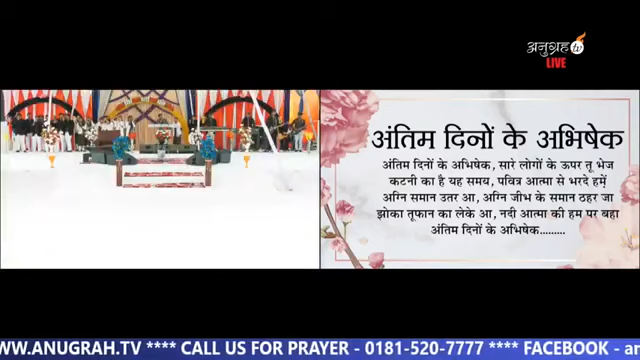 अनुग्रह tv
LIVE
अंतिम दिनों के अभिषेक
अंतिम दिनों के अभिषेक, सारे लोगों के ऊपर तू भेज
कटनी का है यह समय, पवित्र आत्मा से भरदे हमें
अग्नि समान उतर आ, अग्नि जीभ के समान ठहर जा
झोका तूफान का लेके आ, नदी आत्मा की हम पर बहा
अंतिम दिनों के अभिषेक.........
WWW.ANUGRAH.TV **** CALL US FOR PRAYER - 0181-520-7777 **** FACEBOOK - an